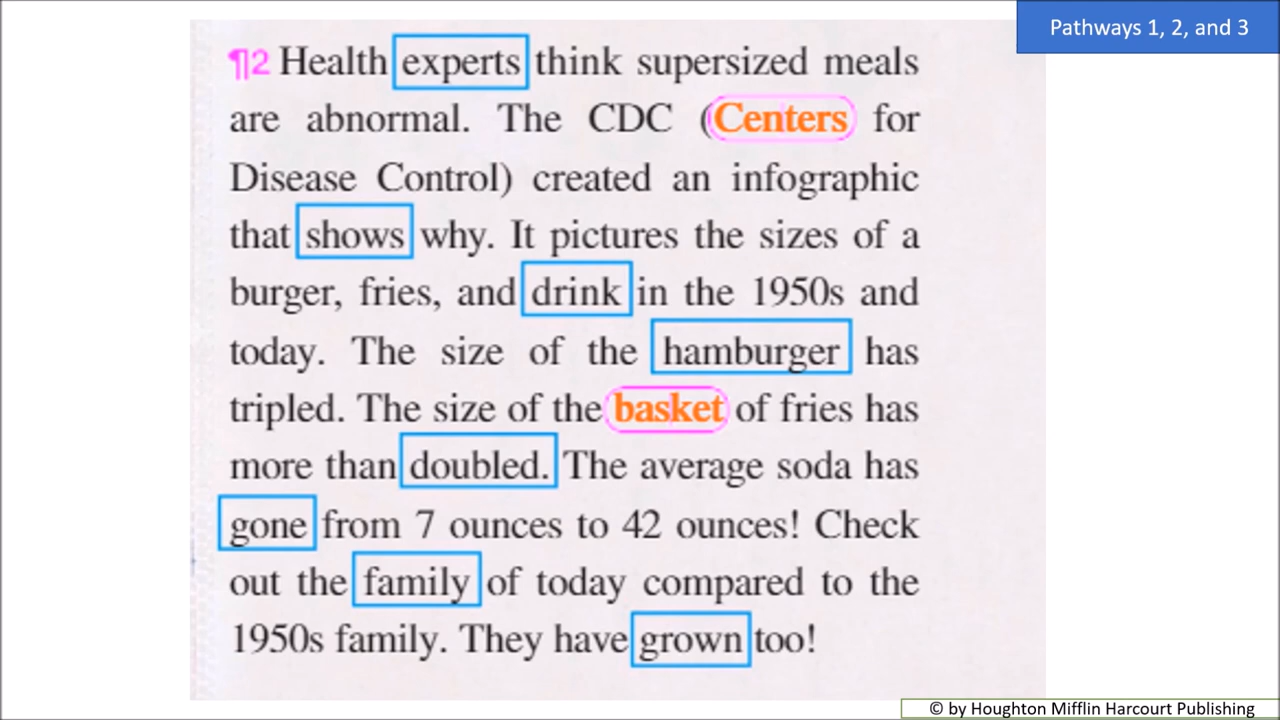 Pathways 1, 2, and 3
¶2 Health experts think supersized meals
are abnormal. The CDC (Centers for
Disease Control) created an infographic
that shows why. It pictures the sizes of a
burger, fries, and drink in the 1950s and
today. The size of the hamburger has
tripled. The size of the basket of fries has
more than doubled. The average soda has
gone from 7 ounces to 42 ounces! Check
out the family of today compared to the
1950s family. They have grown too!
© by Houghton Mifflin Harcourt Publishing